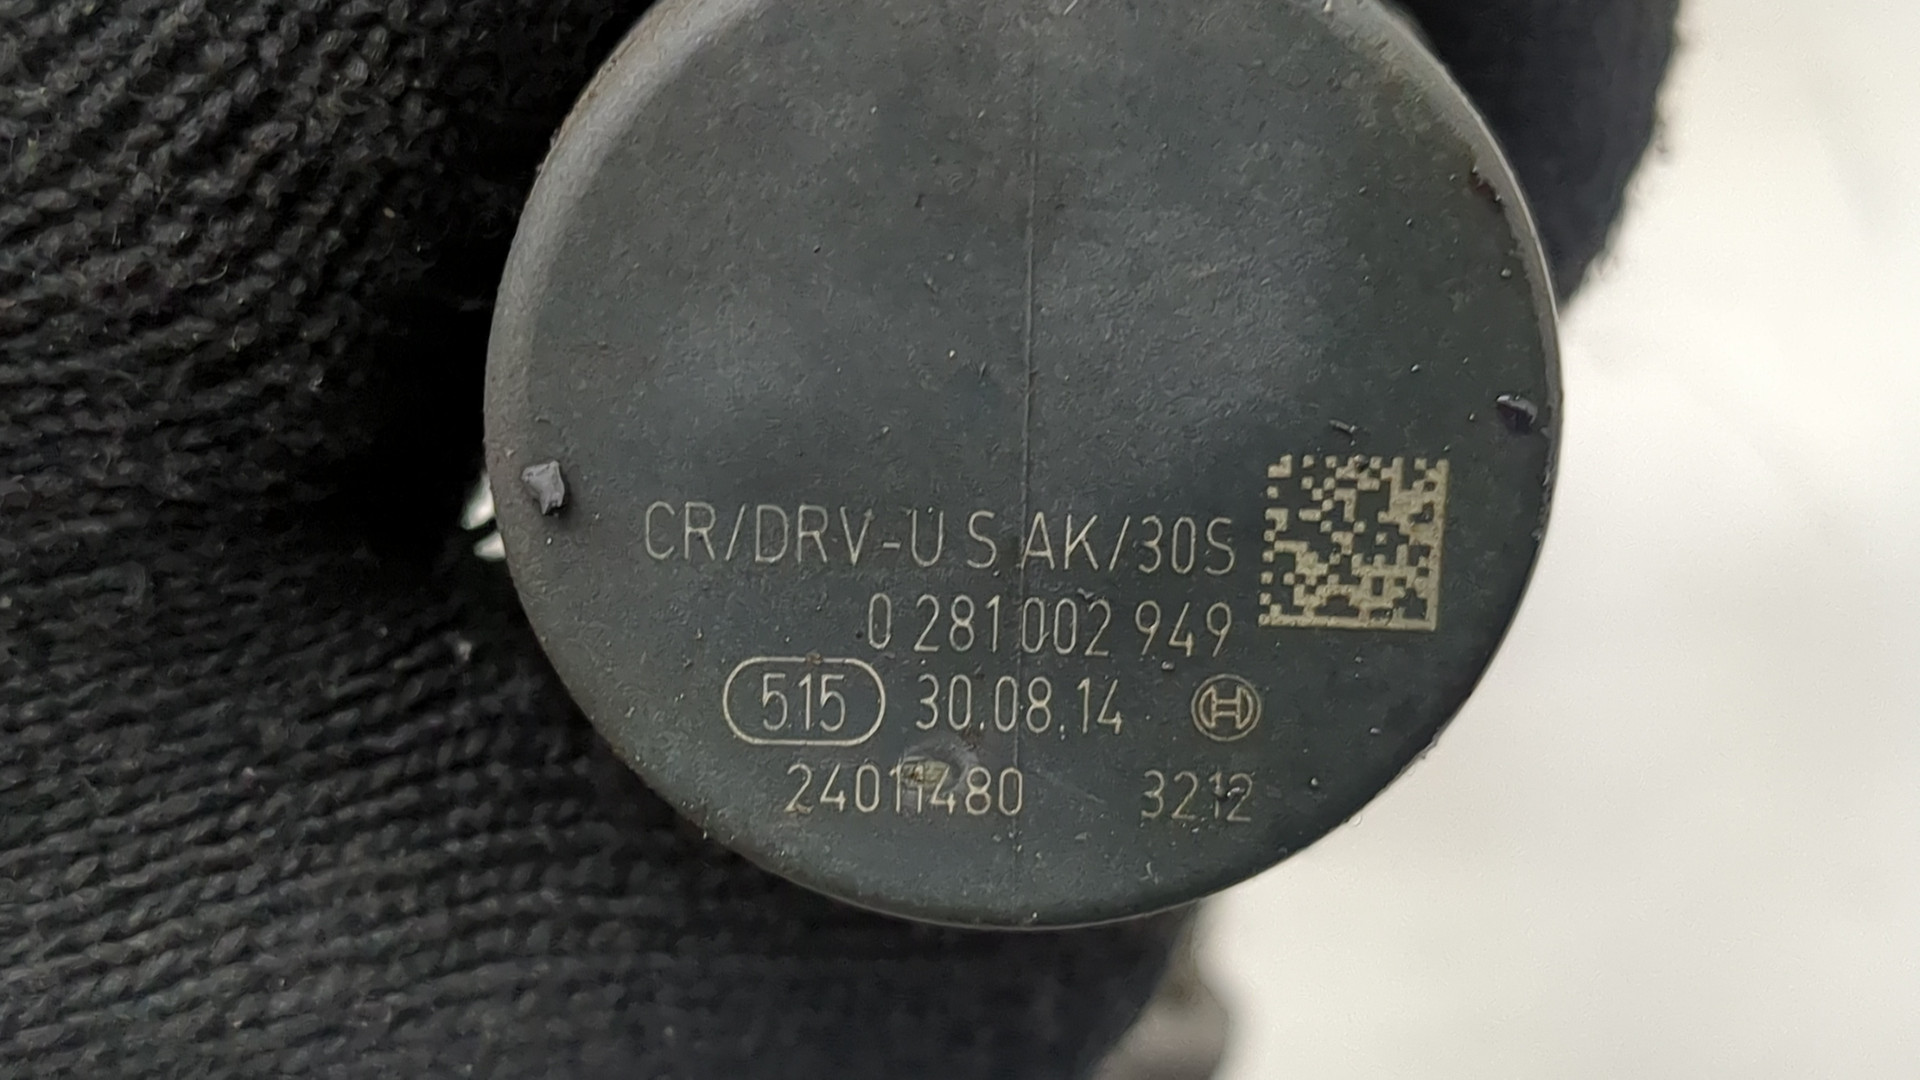 CR/DRV-U S AK/30S
0 281 002 949
515 30.08.14
24011480 3212